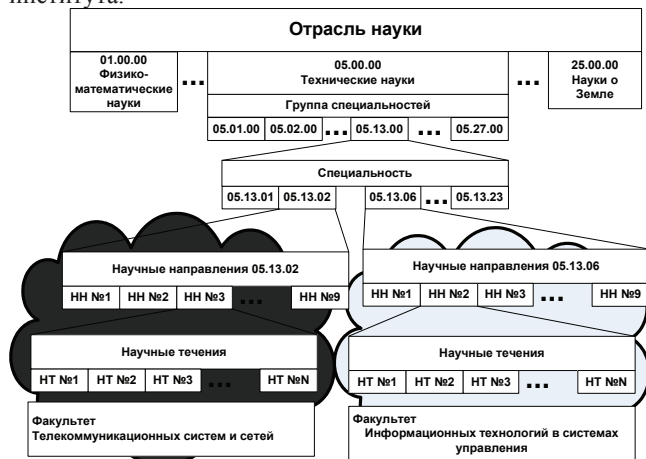 института.
Отрасль науки
01.00.00
Физико-
математические
науки
...
05.00.00
Технические науки
...
25.00.00
Науки о
Земле
Группа специальностей
05.01.00 05.02.00 ... 05.13.00 ... 05.27.00
Специальность
05.13.01 05.13.02 05.13.06 ... 05.13.23
Научные направления 05.13.02
НН №1 НН №2 НН №3 ... НН №9
Научные течения
НТ №1 НТ №2 НТ №3 ... НТ №N
Факультет
Телекоммуникационных систем и сетей
Научные направления 05.13.06
НН №1 НН №2 НН №3 ... НН №9
Научные течения
НТ №1 НТ №2 НТ №3 ... НТ №N
Факультет
Информационных технологий в системах
управления